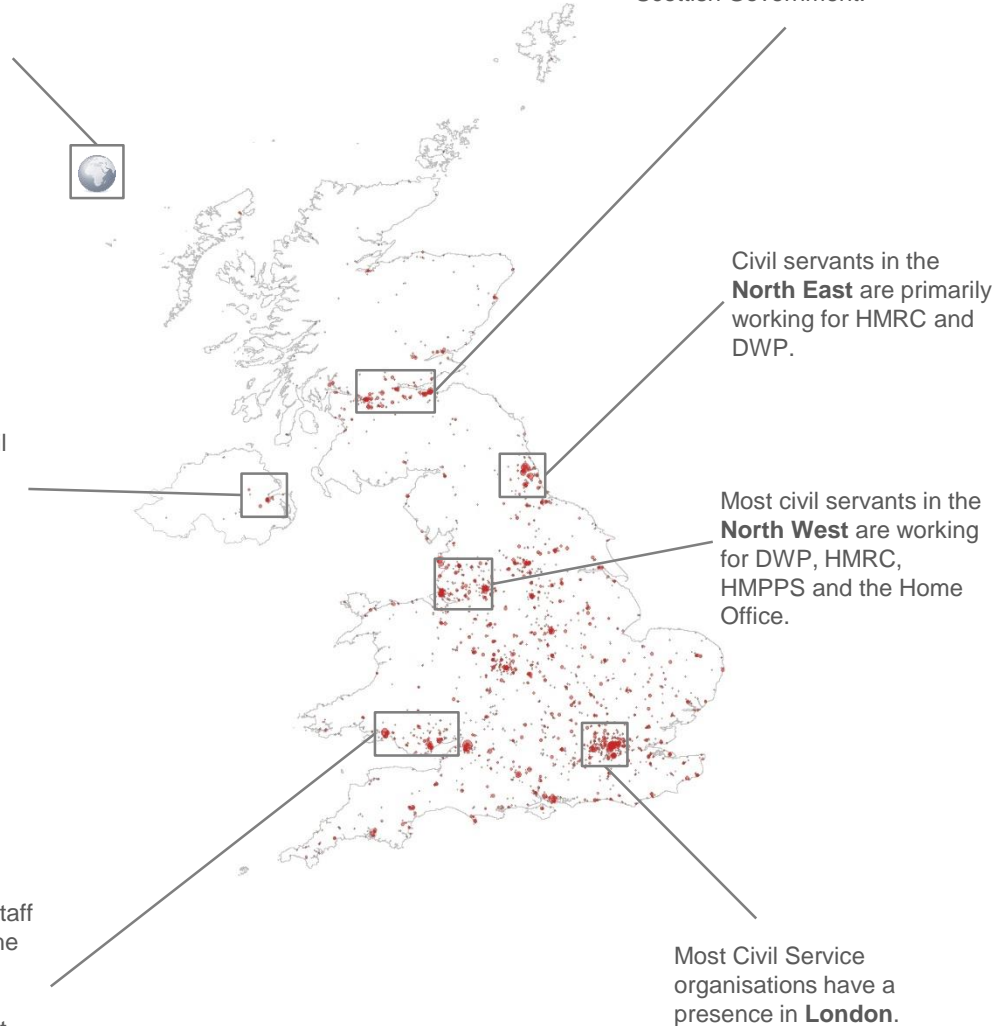 Scottish Government.
Civil servants in the
North East are primarily
working for HMRC and
DWP.
Most civil servants in the
North West are working
for DWP, HMRC,
HMPPS and the Home
Office.
Most Civil Service
organisations have a
presence in London.